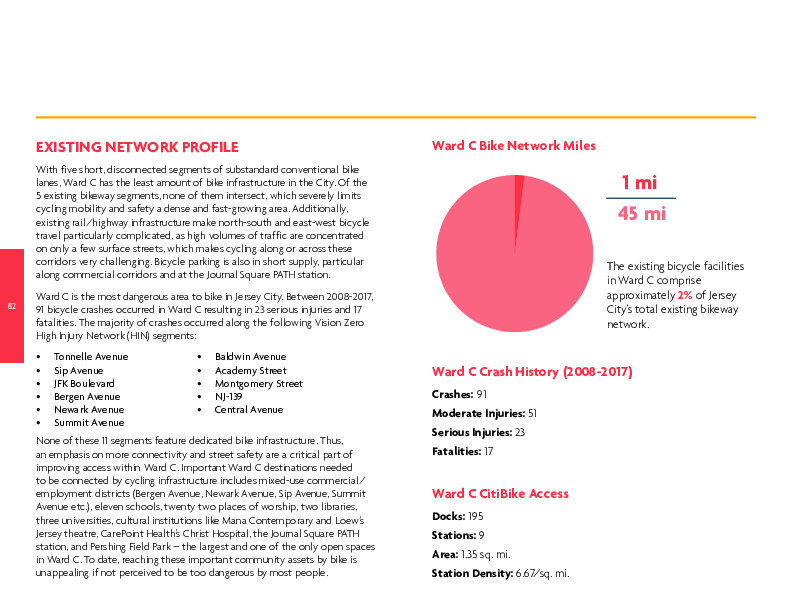 EXISTING NETWORK PROFILE
With five short, disconnected segments of substandard conventional bike
lanes, Ward C has the least amount of bike infrastructure in the City. Of the
5 existing bikeway segments, none of them intersect, which severely limits
cycling mobility and safety a dense and fast-growing area. Additionally,
existing rail/highway infrastructure make north-south and east-west bicycle
travel particularly complicated, as high volumes of traffic are concentrated
on only a few surface streets, which makes cycling along or across these
corridors very challenging. Bicycle parking is also in short supply, particular
along commercial corridors and at the Journal Square PATH station.
82
Ward C is the most dangerous area to bike in Jersey City. Between 2008-2017,
91 bicycle crashes occurred in Ward C resulting in 23 serious injuries and 17
fatalities. The majority of crashes occurred along the following Vision Zero
High Injury Network (HIN) segments:
• Tonnelle Avenue
• Sip Avenue
• JFK Boulevard
• Bergen Avenue
• Newark Avenue
• Summit Avenue
• Baldwin Avenue
• Academy Street
• Montgomery Street
• NJ-139
• Central Avenue
None of these 11 segments feature dedicated bike infrastructure. Thus,
an emphasis on more connectivity and street safety are a critical part of
improving access within Ward C. Important Ward C destinations needed
to be connected by cycling infrastructure includes mixed-use commercial/
employment districts (Bergen Avenue, Newark Avenue, Sip Avenue, Summit
Avenue etc.), eleven schools, twenty two places of worship, two libraries,
three universities, cultural institutions like Mana Contemporary and Loew's
Jersey theatre, CarePoint Health's Christ Hospital, the Journal Square PATH
station, and Pershing Field Park – the largest and one of the only open spaces
in Ward C. To date, reaching these important community assets by bike is
unappealing if not perceived to be too dangerous by most people.
Ward C Bike Network Miles
1 mi
45 mi
The existing bicycle facilities
in Ward C comprise
approximately 2% of Jersey
City's total existing bikeway
network.
Ward C Crash History (2008-2017)
Crashes: 91
Moderate Injuries: 51
Serious Injuries: 23
Fatalities: 17
Ward C CitiBike Access
Docks: 195
Stations: 9
Area: 1.35 sq. mi.
Station Density: 6.67/sq. mi.